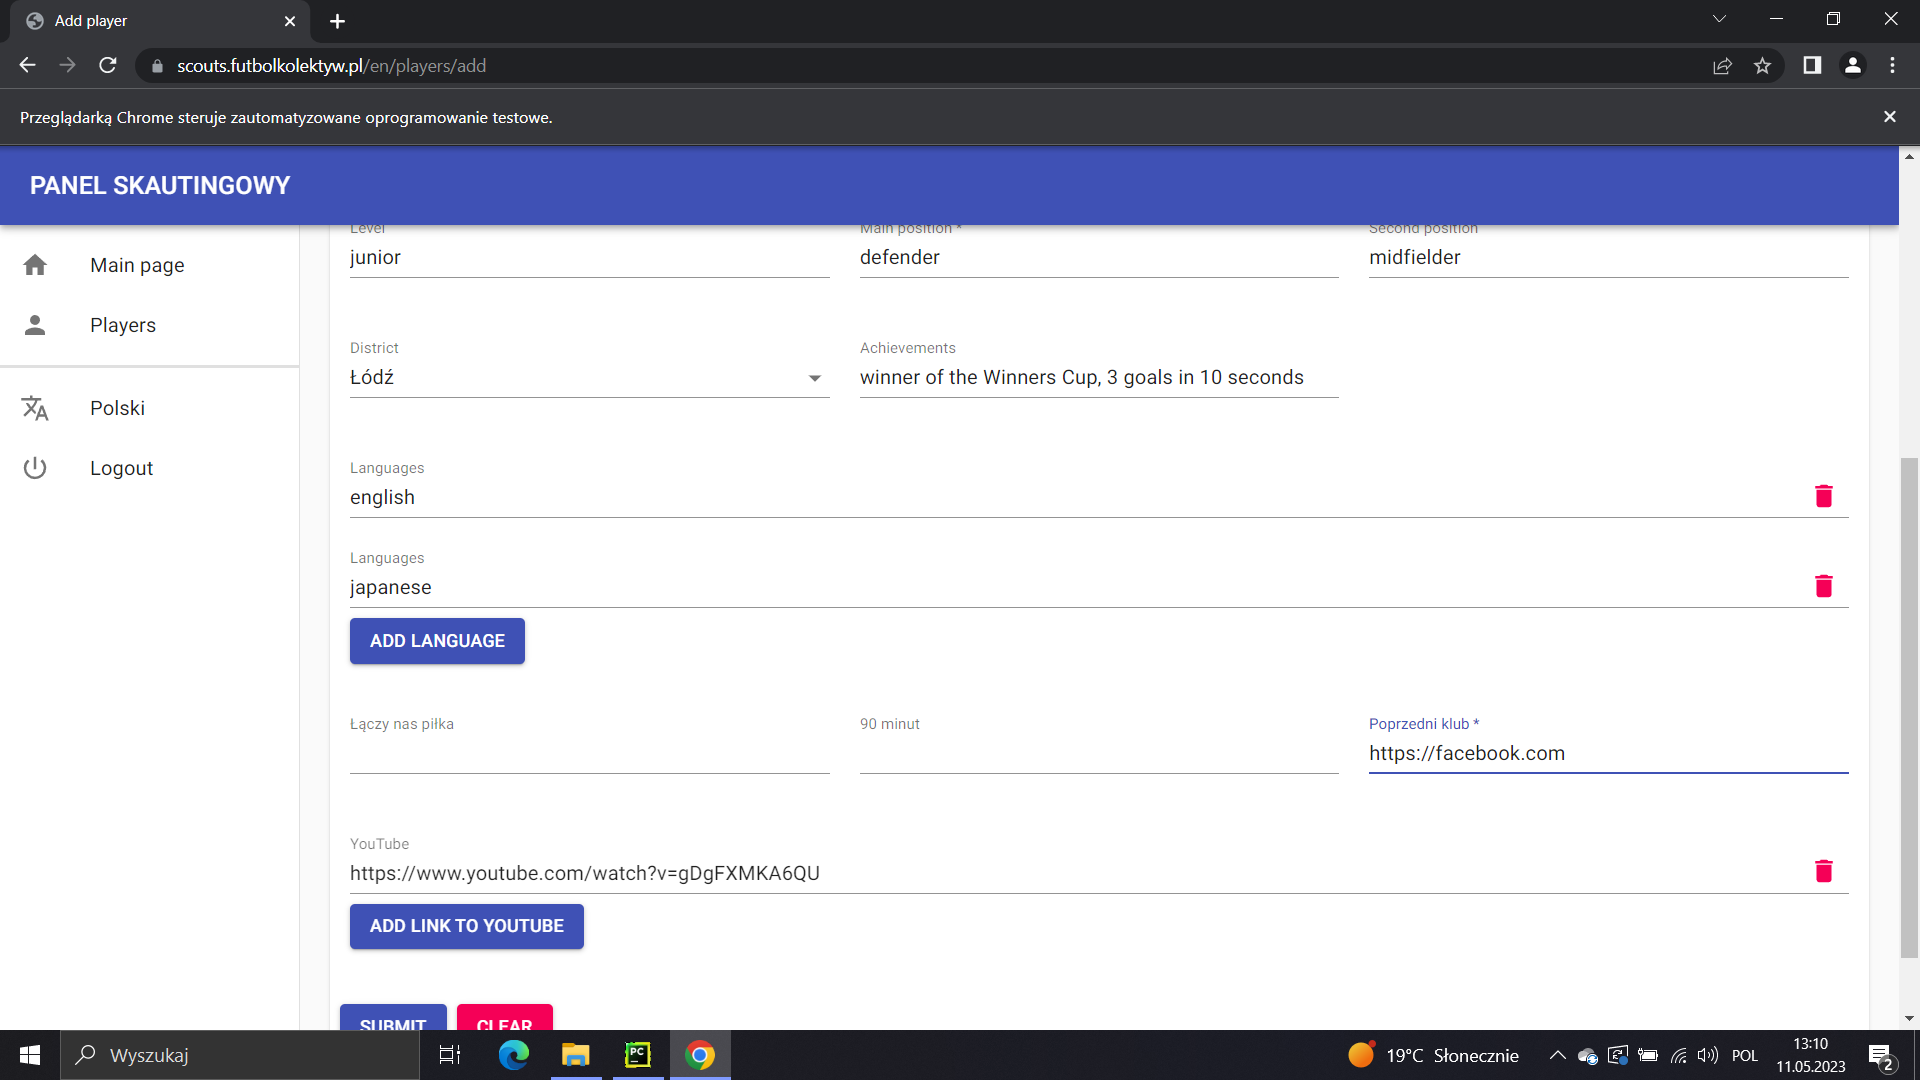 Add player
scouts.futbolkolektyw.pl/en/players/add
Przeglądarką Chrome steruje zautomatyzowane oprogramowanie testowe.
PANEL SKAUTINGOWY
Main page
Players
Polski
Logout
Level
Main position *
Second position
junior
defender
midfielder
District
Achievements
Łódź
winner of the Winners Cup, 3 goals in 10 seconds
Languages
english
Languages
japanese
ADD LANGUAGE
Łączy nas piłka
90 minut
Poprzedni klub *
https://facebook.com
YouTube
https://www.youtube.com/watch?v=gDgFXMKA6QU
ADD LINK TO YOUTUBE
SUBMIT
CLEAR
Wyszukaj
PC
19°C Słonecznie
POL
13:10
11.05.2023
2